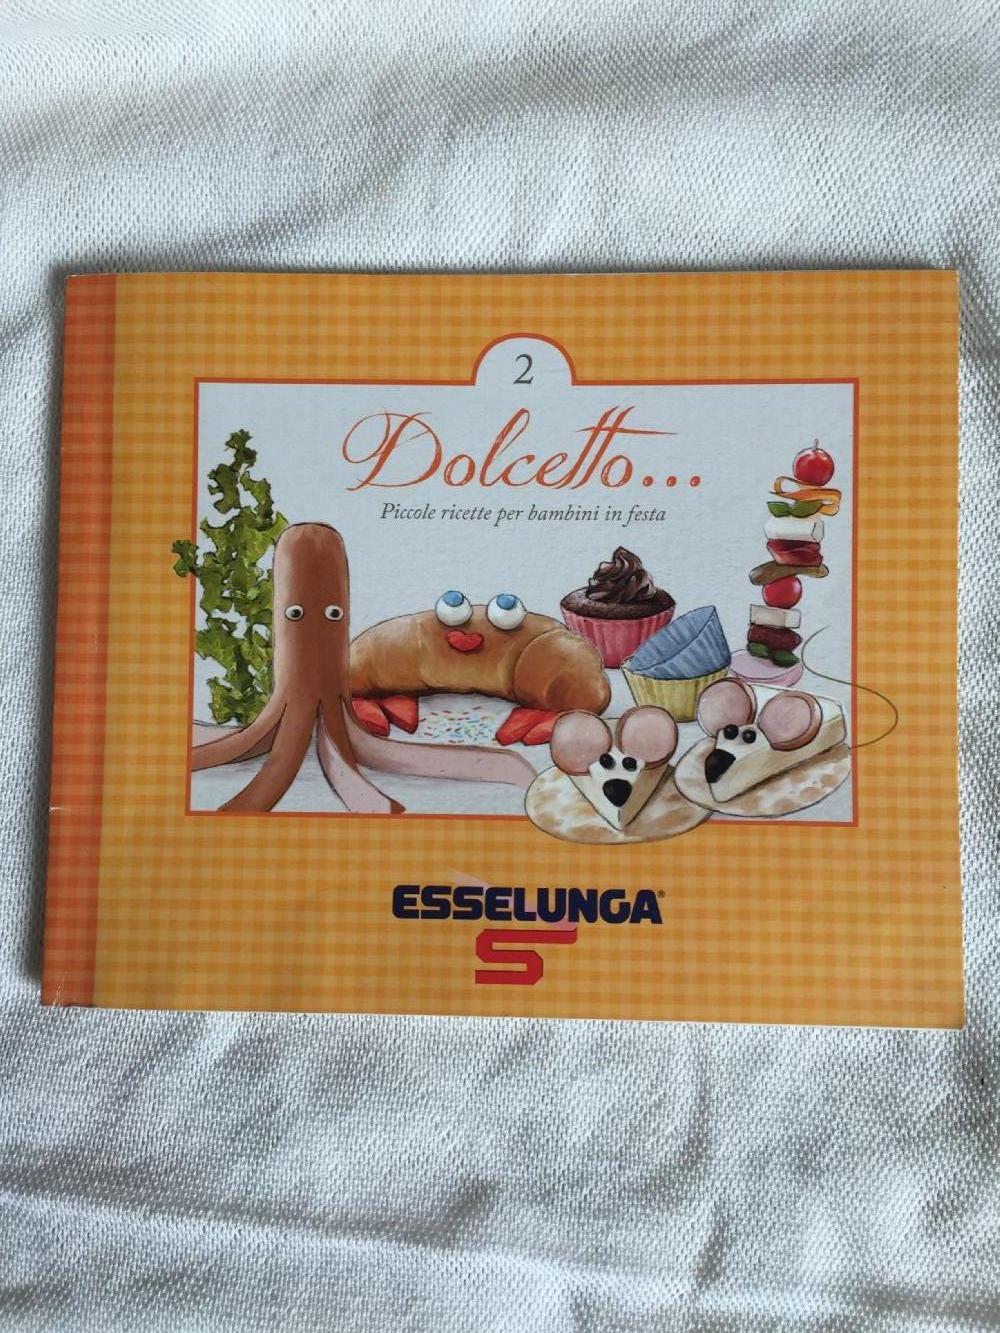 2
Dolcetto...
Piccole ricette per bambini in festa
ESSELUNGA®
S